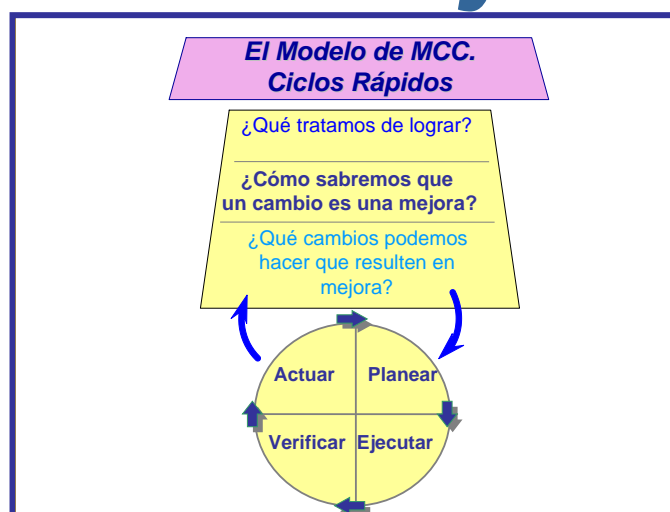 El Modelo de MCC.
Ciclos Rápidos
¿Qué tratamos de lograr?
¿Cómo sabremos que
un cambio es una mejora?
¿Qué cambios podemos
hacer que resulten en
mejora?
Actuar
Planear
Verificar
Ejecutar